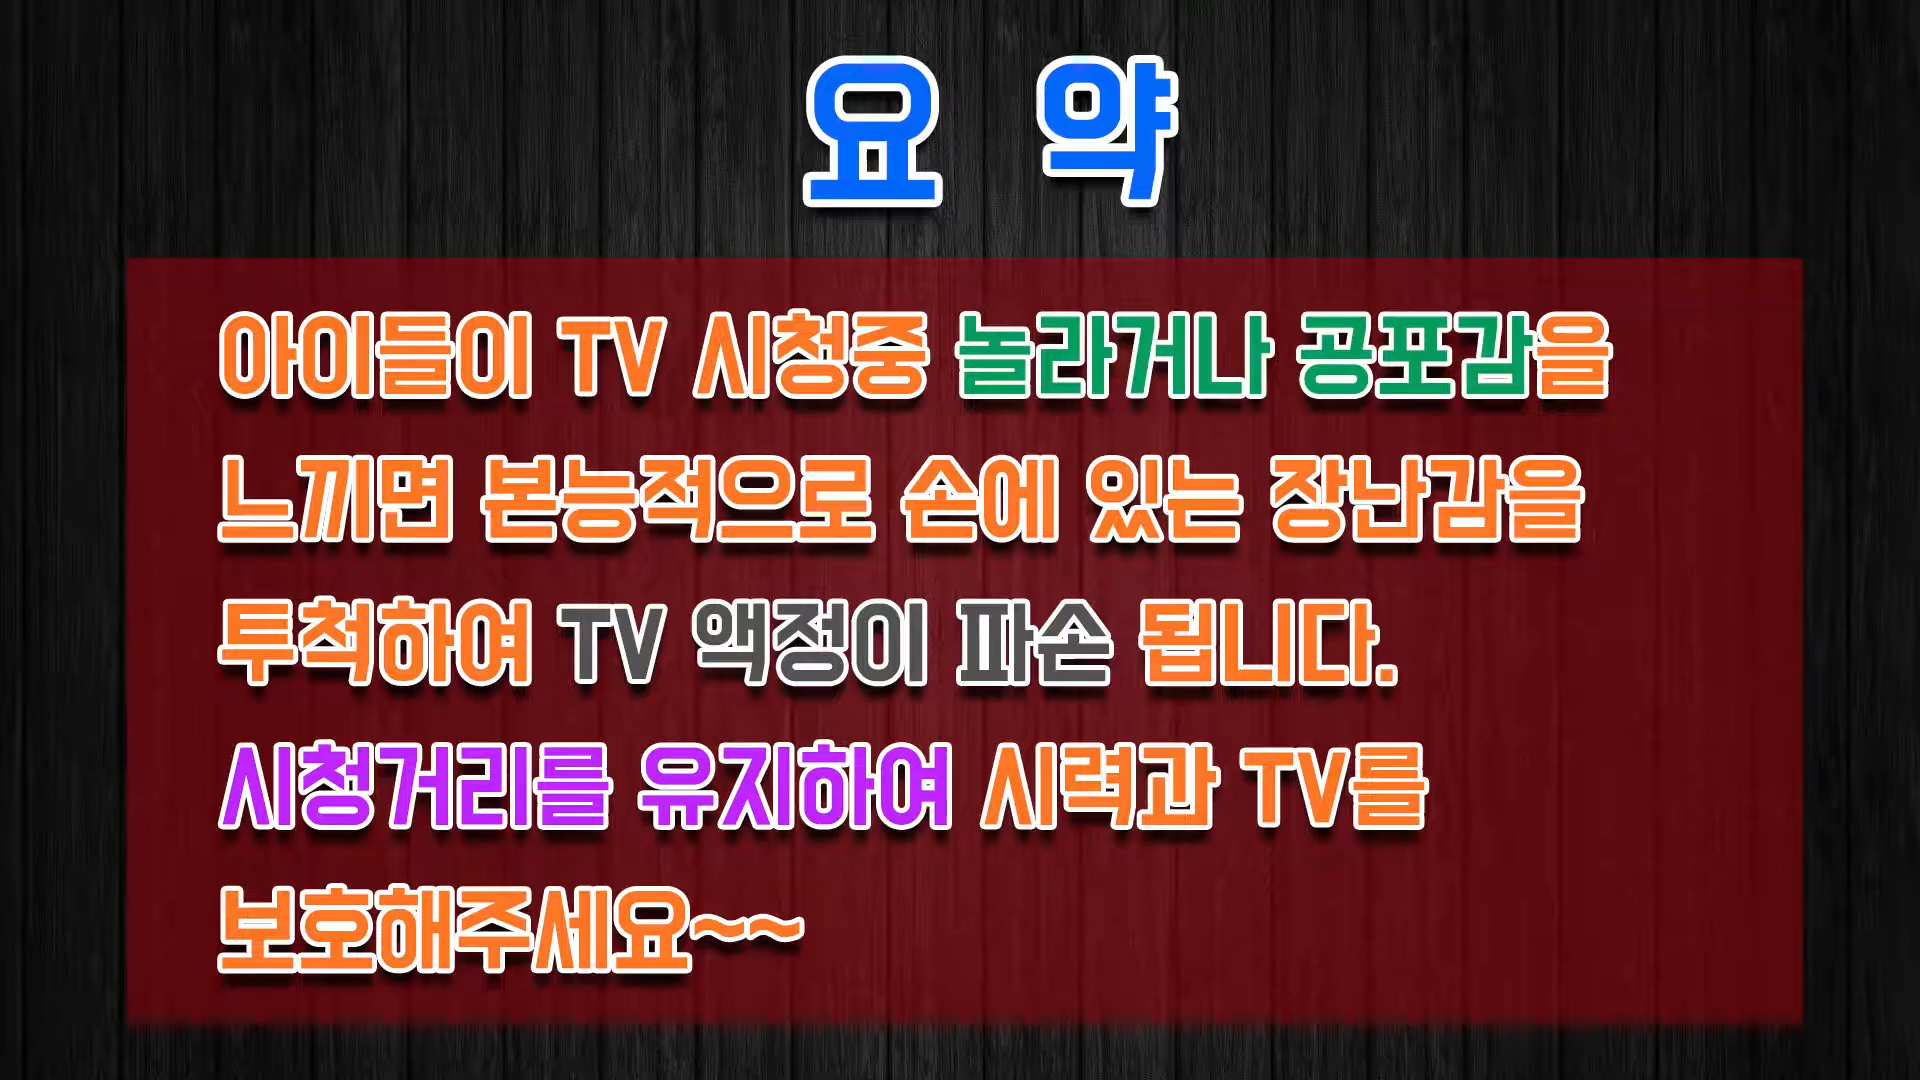 요 약
아이들이 TV 시청중 놀라거나 공포감을
느끼면 본능적으로 손에 있는 장난감을
투척하여 TV 액정이 파손 됩니다.
시청거리를 유지하여 시력과 TV를
보호해주세요~~